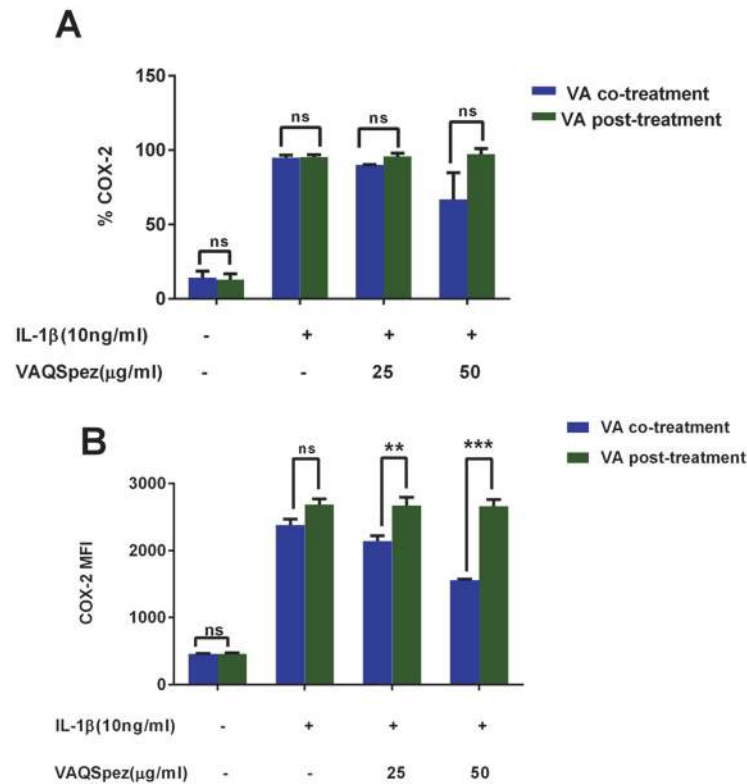 A
150
100
50
0
% COX-2
ns
ns
ns
ns
VA co-treatment
VA post-treatment
IL-1β(10ng/ml) - + + +
VAQSpez(μg/ml) - - 25 50
B
3000
2000
1000
0
COX-2 MFI
ns
ns
**
***
VA co-treatment
VA post-treatment
IL-1β(10ng/ml) - + + +
VAQSpez(μg/ml) - - 25 50